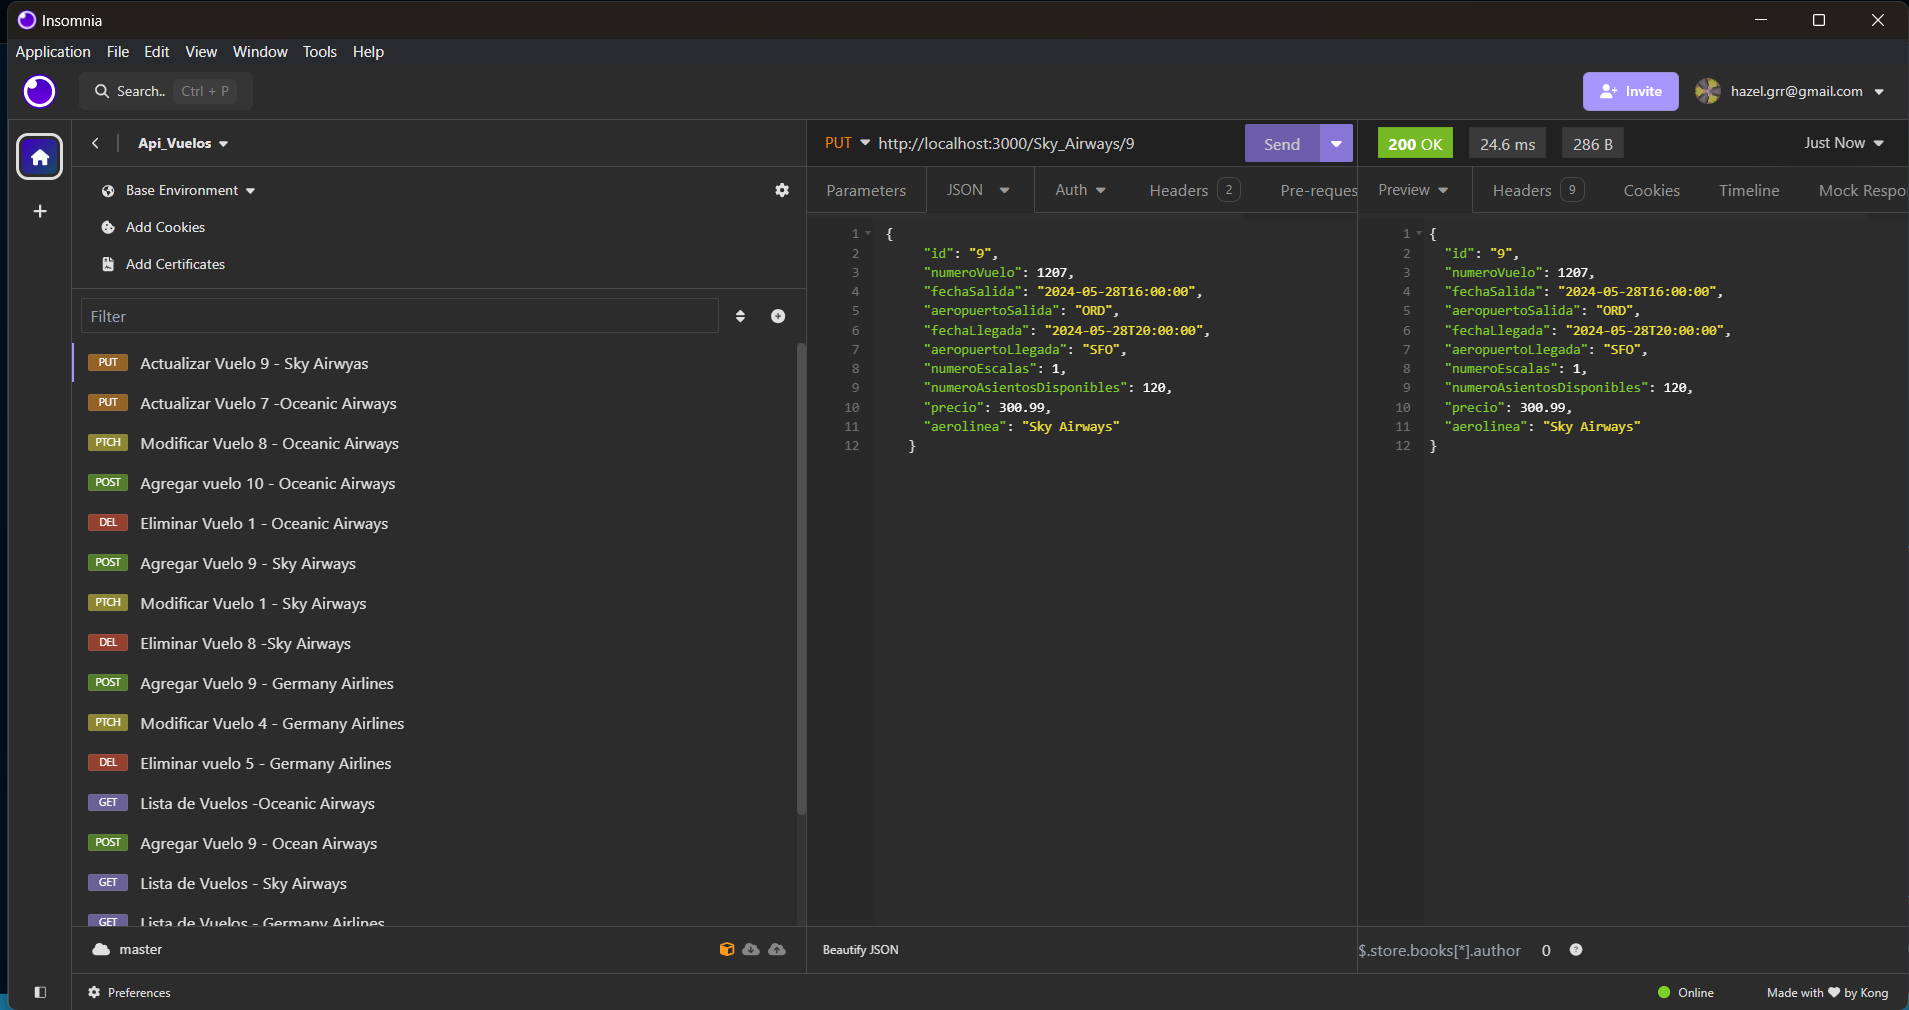 Insomnia
Application File Edit View Window Tools Help
Search.. Ctrl + P
Invite
hazel.grr@gmail.com
Api_Vuelos
Base Environment
Add Cookies
Add Certificates
Filter
PUT Actualizar Vuelo 9 - Sky Airwyas
PUT Actualizar Vuelo 7 -Oceanic Airways
PTCH Modificar Vuelo 8 - Oceanic Airways
POST Agregar vuelo 10 - Oceanic Airways
DEL Eliminar Vuelo 1 - Oceanic Airways
POST Agregar Vuelo 9 - Sky Airways
PTCH Modificar Vuelo 1 - Sky Airways
DEL Eliminar Vuelo 8 -Sky Airways
POST Agregar Vuelo 9 - Germany Airlines
PTCH Modificar Vuelo 4 - Germany Airlines
DEL Eliminar vuelo 5 - Germany Airlines
GET Lista de Vuelos -Oceanic Airways
POST Agregar Vuelo 9 - Ocean Airways
GET Lista de Vuelos - Sky Airways
GET Lista de Vuelos - Germany Airlines
master
Preferences
PUT http://localhost:3000/Sky_Airways/9 Send
Parameters JSON Auth Headers 2 Pre-reques
1 {
2 "id": "9",
3 "numeroVuelo": 1207,
4 "fechaSalida": "2024-05-28T16:00:00",
5 "aeropuertoSalida": "ORD",
6 "fechaLlegada": "2024-05-28T20:00:00",
7 "aeropuertoLlegada": "SFO",
8 "numeroEscalas": 1,
9 "numeroAsientosDisponibles": 120,
10 "precio": 300.99,
11 "aerolinea": "Sky Airways"
12 }
Beautify JSON
200 OK 24.6 ms 286 B Just Now
Preview Headers 9 Cookies Timeline Mock Respo
1 {
2 "id": "9",
3 "numeroVuelo": 1207,
4 "fechaSalida": "2024-05-28T16:00:00",
5 "aeropuertoSalida": "ORD",
6 "fechaLlegada": "2024-05-28T20:00:00",
7 "aeropuertoLlegada": "SFO",
8 "numeroEscalas": 1,
9 "numeroAsientosDisponibles": 120,
10 "precio": 300.99,
11 "aerolinea": "Sky Airways"
12 }
$.store.books[*].author 0
Online
Made with ♥ by Kong